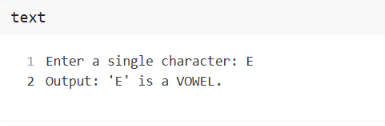 text
1 Enter a single character: E
2 Output: 'E' is a VOWEL.